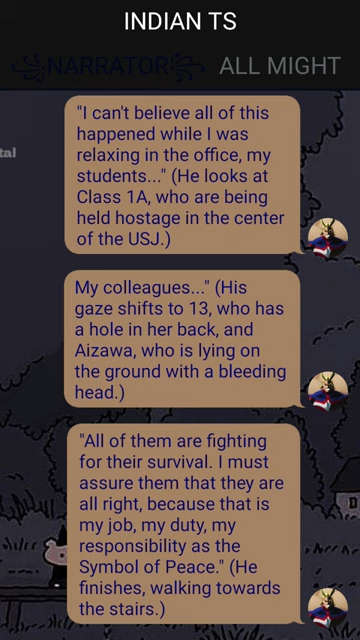 INDIAN TS
꧁NARRATOR꧂ ALL MIGHT
tal
"I can't believe all of this
happened while I was
relaxing in the office, my
students..." (He looks at
Class 1A, who are being
held hostage in the center
of the USJ.)
My colleagues..." (His
gaze shifts to 13, who has
a hole in her back, and
Aizawa, who is lying on
the ground with a bleeding
head.)
"All of them are fighting
for their survival. I must
assure them that they are
all right, because that is
my job, my duty, my
responsibility as the
Symbol of Peace." (He
finishes, walking towards
the stairs.)